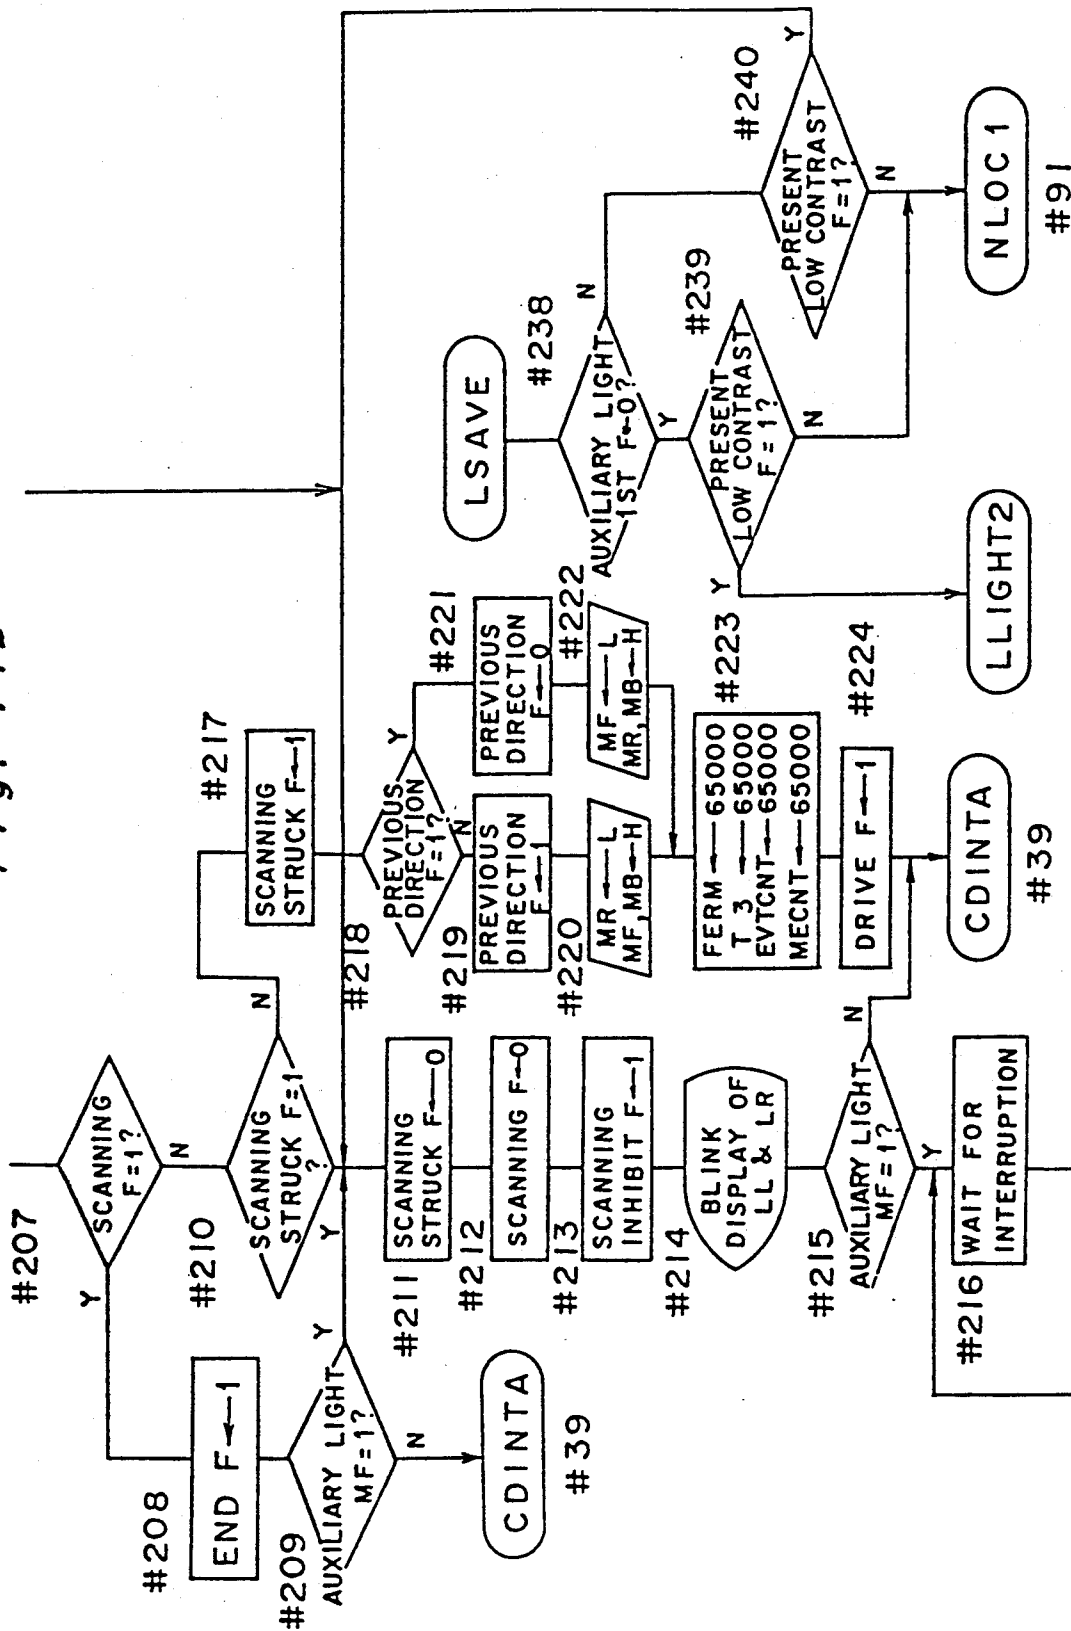 #207
SCANNING
F=1?
Y
N
#208
END F←1
#209
AUXILIARY LIGHT
MF=1?
Y
N
CDINTA
#39
#210
SCANNING
STRUCK F=1
?
Y
N
#211
SCANNING
STRUCK F←0
#212
SCANNING F←0
#213
SCANNING
INHIBIT F←1
#214
BLINK
DISPLAY OF
LL & LR
#215
AUXILIARY LIGHT
MF=1?
Y
N
#216
WAIT FOR
INTERRUPTION
#217
SCANNING
STRUCK F←1
#218
PREVIOUS
DIRECTION
F=1?
Y
N
#219
PREVIOUS
DIRECTION
F←1
#220
MR←L
MF,MB←H
#221
PREVIOUS
DIRECTION
F←0
#222
MF←L
MR,MB←H
#223
FERM←65000
T3←65000
EVTCNT←65000
MECNT←65000
#224
DRIVE F←1
CDINTA
#39
LSAVE
#238
AUXILIARY LIGHT
1ST F←0?
Y
N
#239
PRESENT
LOW CONTRAST
F=1?
Y
N
LLIGHT2
#240
PRESENT
LOW CONTRAST
F=1?
Y
N
NLOC1
#91